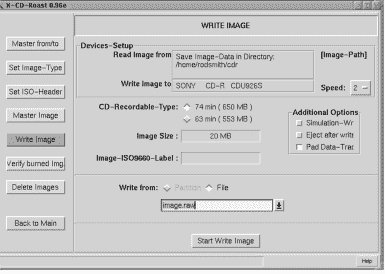 X-CD-Roast 0.96e
WRITE IMAGE
Master from/to
Set Image-Type
Set ISO-Header
Master Image
Write Image
Verify burned Img.
Delete Images
Back to Main
Devices-Setup
Read Image from
Save Image-Data in Directory:
/home/rodsmith/cdr
[Image-Path]
Write Image to
SONY CD-R CDU926S
Speed: 2
CD-Recordable-Type:
74 min ( 650 MB )
63 min ( 553 MB )
Image Size :
20 MB
Image-ISO9660-Label :
Additional Options
Simulation-Wr
Eject after write
Pad Data-Trac
Write from:
Partition
File
image.raw
Start Write Image
Help